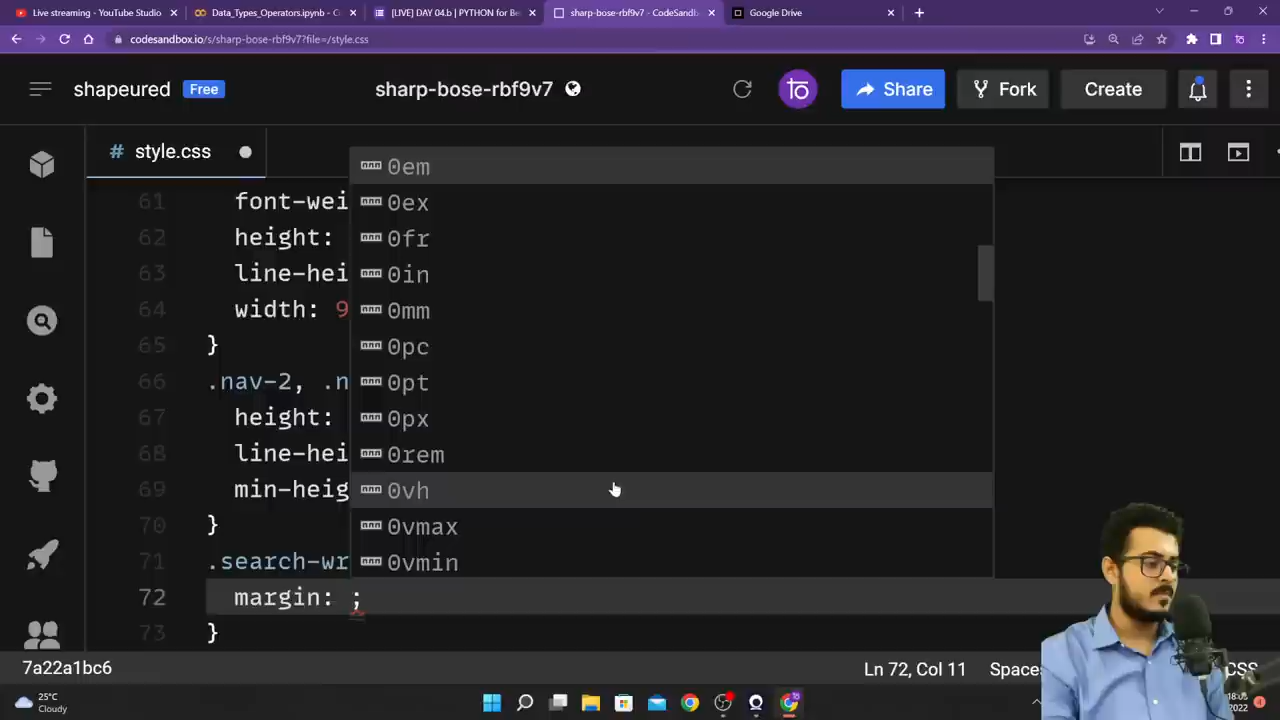 Live streaming - YouTube Studio
Data_Types_Operators.ipynb - C
[LIVE] DAY 04.b | PYTHON for Be
sharp-bose-rbf9v7 - CodeSandb
Google Drive
codesandbox.io/s/sharp-bose-rbf9v7?file=/style.css
shapeured Free
sharp-bose-rbf9v7
Share
Fork
Create
# style.css
61 font-wei
62 height:
63 line-hei
64 width: 9
65 }
66 .nav-2, .n
67 height:
68 line-hei
69 min-heig
70 }
71 .search-wr
72 margin: ;
73 }
0em
0ex
0fr
0in
0mm
0pc
0pt
0px
0rem
0vh
0vmax
0vmin
7a22a1bc6
Ln 72, Col 11
Space
CSS
25°C
Cloudy
2022